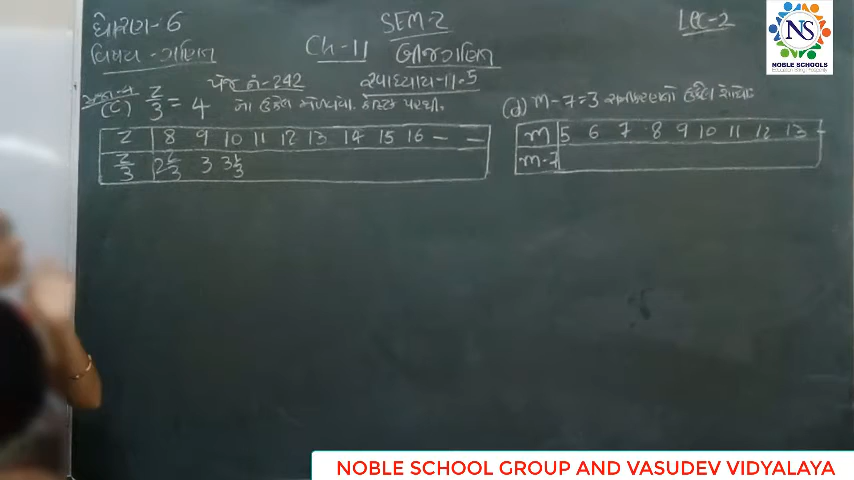 ધોરણ-6
SEM-2
Lec-2
વિષય - ગણિત
Ch-11 બીજગણિત
પેજ નં-242
સ્વાધ્યાય-11.5
(C) z/3 = 4 નો ઉકેલ મેળવવા કોષ્ટક પરથી.
z 8 9 10 11 12 13 14 15 16 — —
z/3 2 2/3 3 3 1/3
(d) m-7=3 સમીકરણનો ઉકેલ શોધો
m 5 6 7 8 9 10 11 12 13 —
m-7
NS
NOBLE SCHOOLS
NOBLE SCHOOL GROUP AND VASUDEV VIDYALAYA